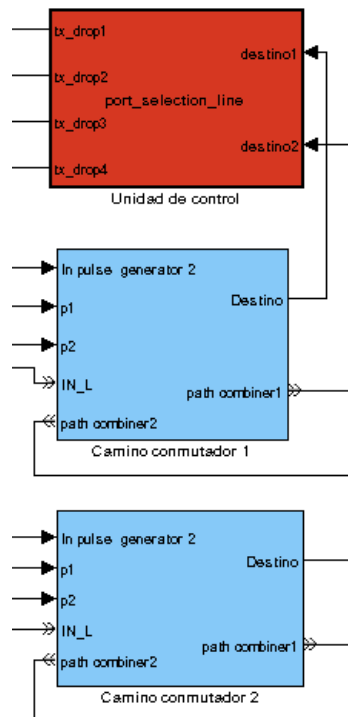 tx_drop1
destino1
tx_drop2
port_selection_line
tx_drop3
destino2
tx_drop4
Unidad de control
In pulse generator 2
Destino
p1
p2
IN_L
path combiner1
path combiner2
Camino conmutador 1
In pulse generator 2
Destino
p1
p2
IN_L
path combiner1
path combiner2
Camino conmutador 2